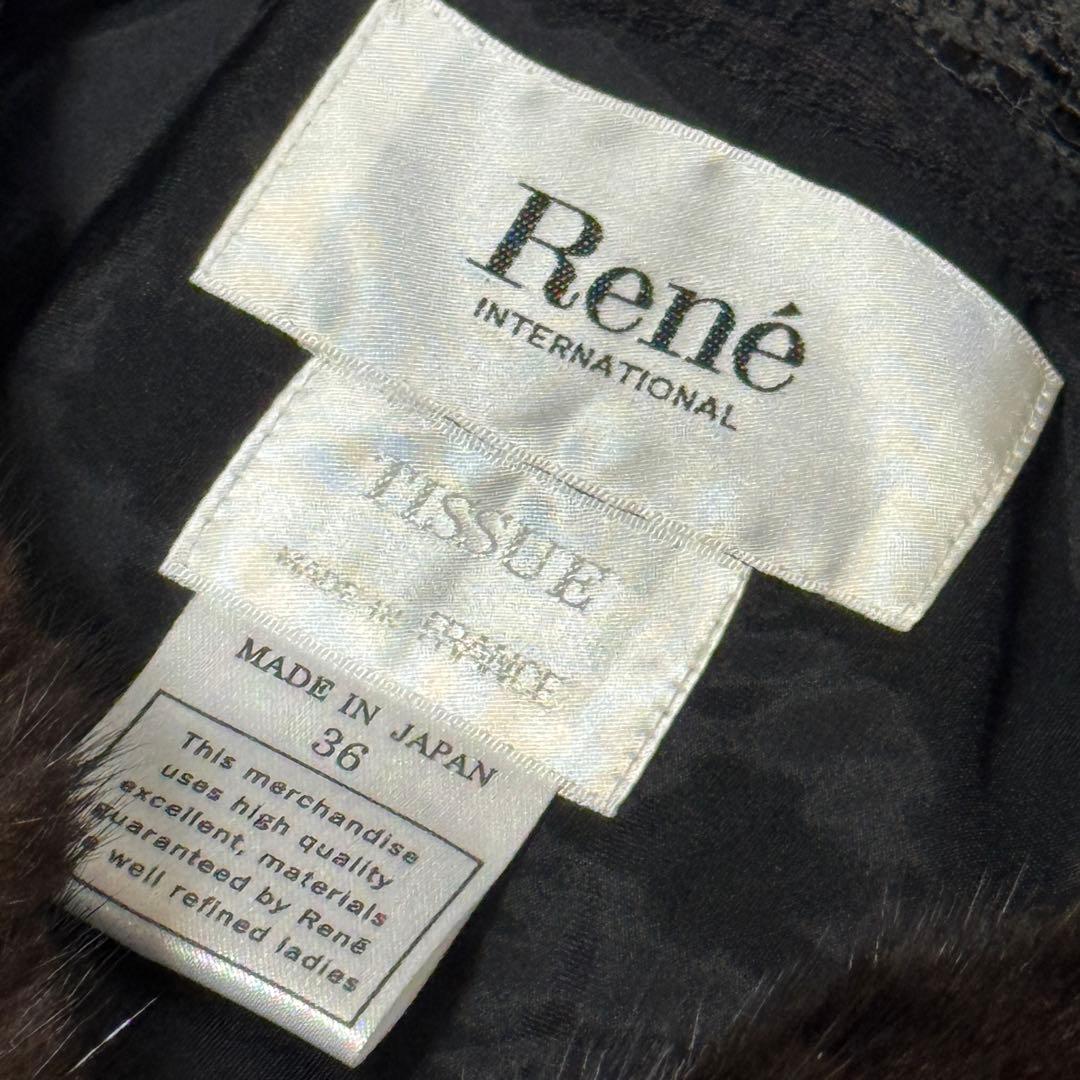 René
INTERNATIONAL
TISSUE
MADE IN FRANCE
MADE IN JAPAN
36
This merchandise
uses high quality
excellent, materials
guaranteed by René
well refined ladies